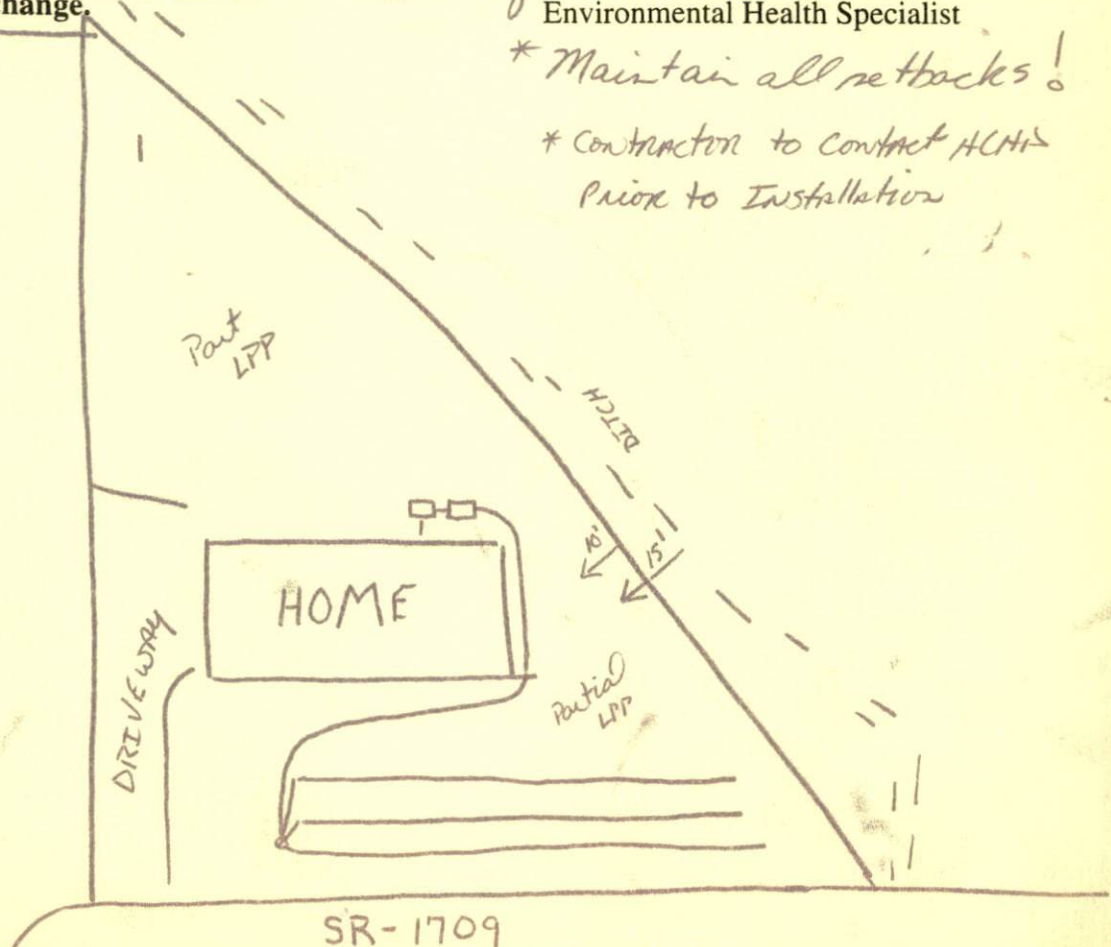 hange.
Environmental Health Specialist
* Maintain all setbacks!
* Contractor to Contact HCHD
Prior to Installation
Part
LPP
DITCH
10'
15'
HOME
DRIVEWAY
Partial
LPP
SR-1709